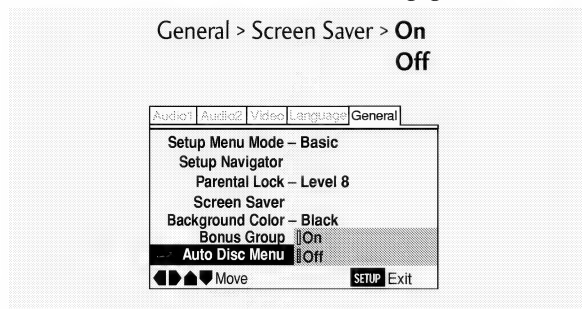 General > Screen Saver > On
Off
Audio1 Audio2 Video Language General
Setup Menu Mode – Basic
Setup Navigator
Parental Lock – Level 8
Screen Saver
Background Color – Black
Bonus Group On
Auto Disc Menu Off
Move SETUP Exit